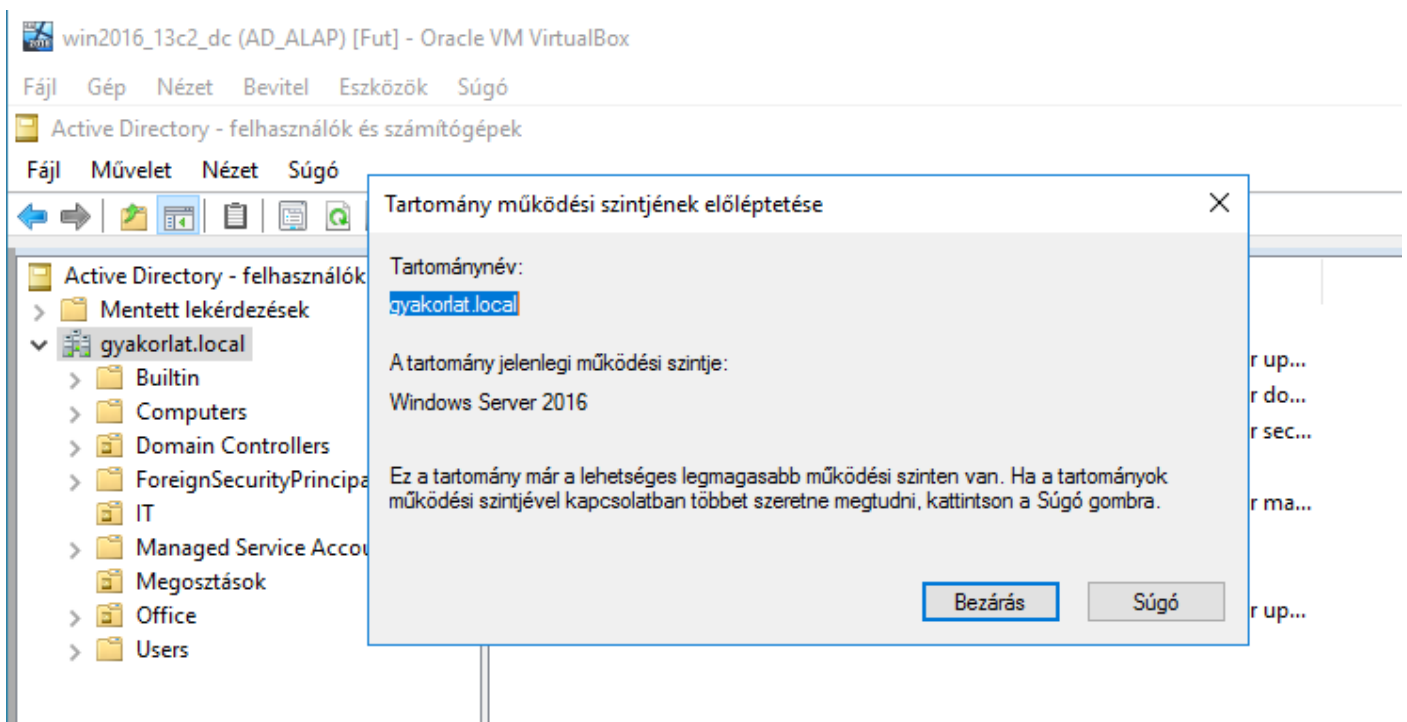 win2016_13c2_dc (AD_ALAP) [Fut] - Oracle VM VirtualBox
Fájl Gép Nézet Bevitel Eszközök Súgó
Active Directory - felhasználók és számítógépek
Fájl Művelet Nézet Súgó
Tartomány működési szintjének előléptetése
Tartománynév:
gyakorlat.local
A tartomány jelenlegi működési szintje:
Windows Server 2016
Ez a tartomány már a lehetséges legmagasabb működési szinten van. Ha a tartományok
működési szintjével kapcsolatban többet szeretne megtudni, kattintson a Súgó gombra.
Bezárás Súgó
Active Directory - felhasználók
Mentett lekérdezések
gyakorlat.local
Builtin
Computers
Domain Controllers
ForeignSecurityPrincipa
IT
Managed Service Accou
Megosztások
Office
Users
r up...
r do...
r sec...
r ma...
r up...